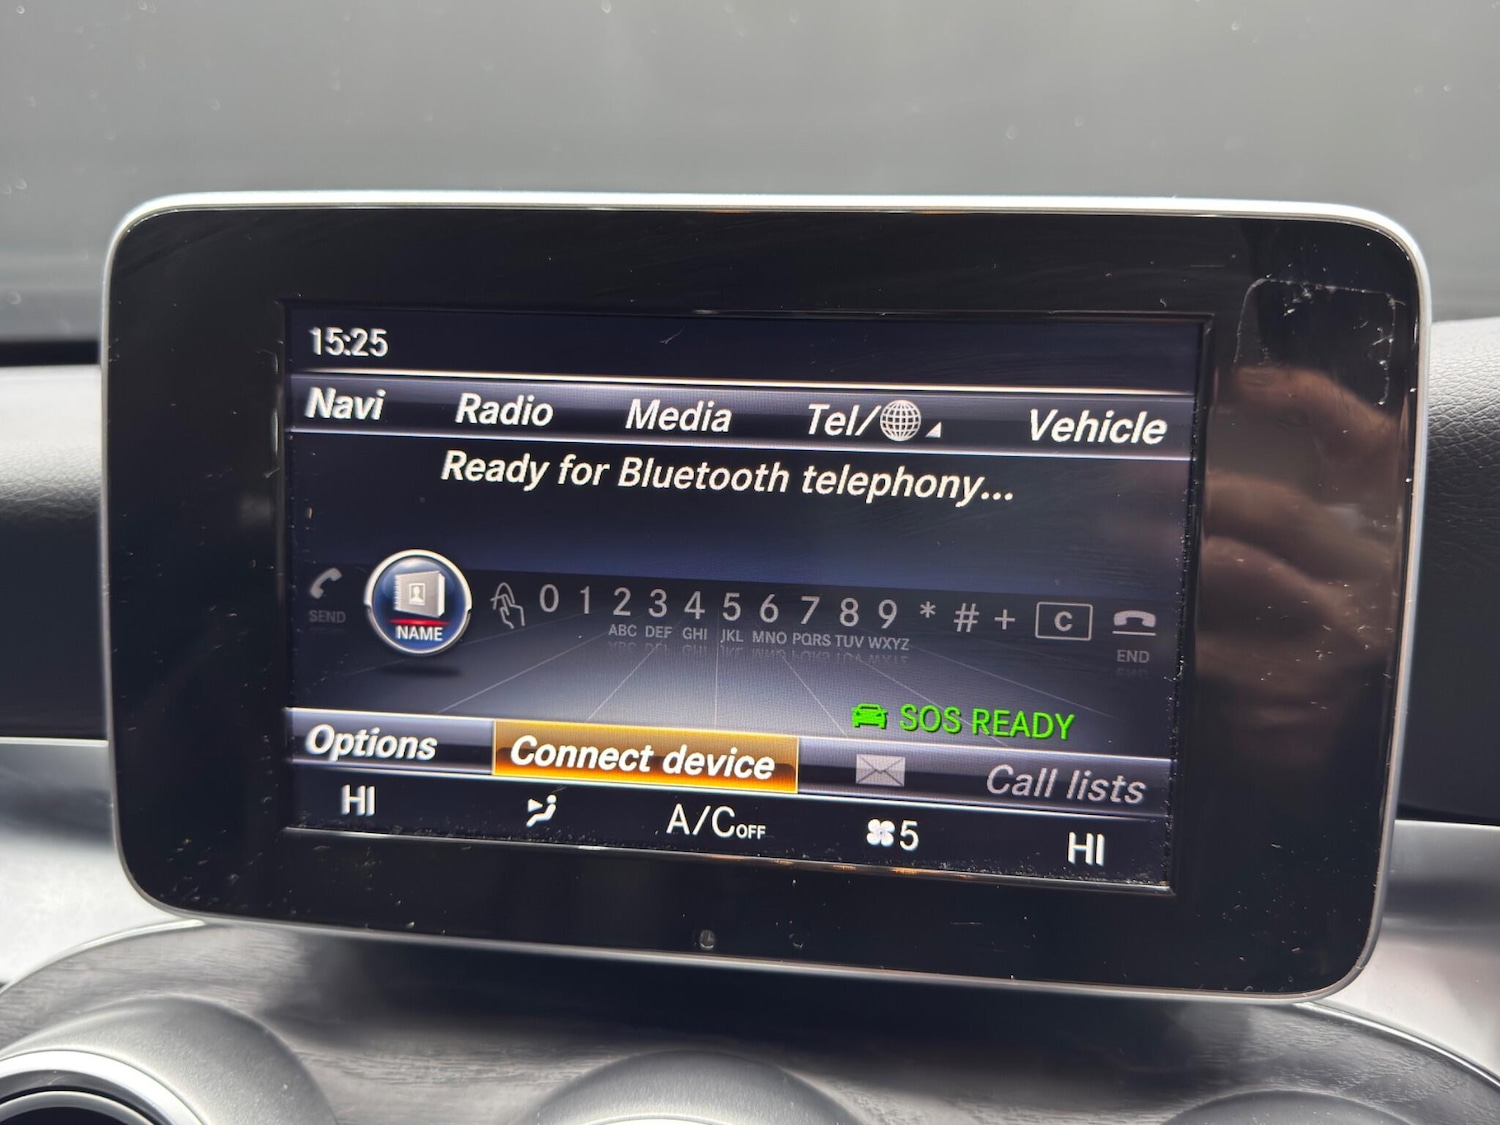 15:25
Navi Radio Media Tel/ Vehicle
Ready for Bluetooth telephony...
SEND NAME 0 1 2 3 4 5 6 7 8 9 * # + C END
ABC DEF GHI JKL MNO PQRS TUV WXYZ
SOS READY
Options Connect device Call lists
HI A/C OFF 5 HI